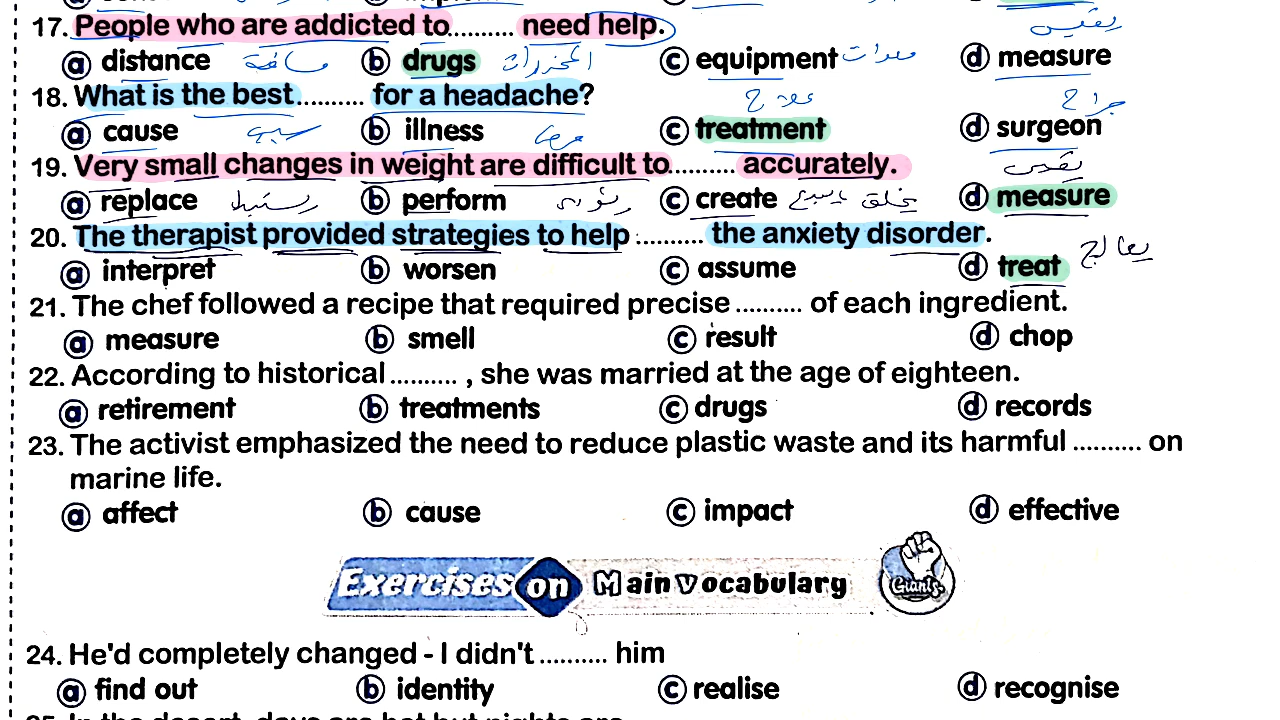 17. People who are addicted to.......... need help.
يقيس
ⓐ distance مسافة ⓑ drugs المخدرات ⓒ equipment معدات ⓓ measure
18. What is the best.......... for a headache?
علاج جراح
ⓐ cause سبب ⓑ illness مرض ⓒ treatment ⓓ surgeon
19. Very small changes in weight are difficult to.......... accurately.
ⓐ replace ⓑ perform ⓒ create يخلق ⓓ measure
20. The therapist provided strategies to help .......... the anxiety disorder.
يعالج
ⓐ interpret ⓑ worsen ⓒ assume ⓓ treat
21. The chef followed a recipe that required precise .......... of each ingredient.
ⓐ measure ⓑ smell ⓒ result ⓓ chop
22. According to historical .......... , she was married at the age of eighteen.
ⓐ retirement ⓑ treatments ⓒ drugs ⓓ records
23. The activist emphasized the need to reduce plastic waste and its harmful .......... on
marine life.
ⓐ affect ⓑ cause ⓒ impact ⓓ effective
Exercises on Main Vocabulary
Giants
24. He'd completely changed - I didn't .......... him
ⓐ find out ⓑ identity ⓒ realise ⓓ recognise